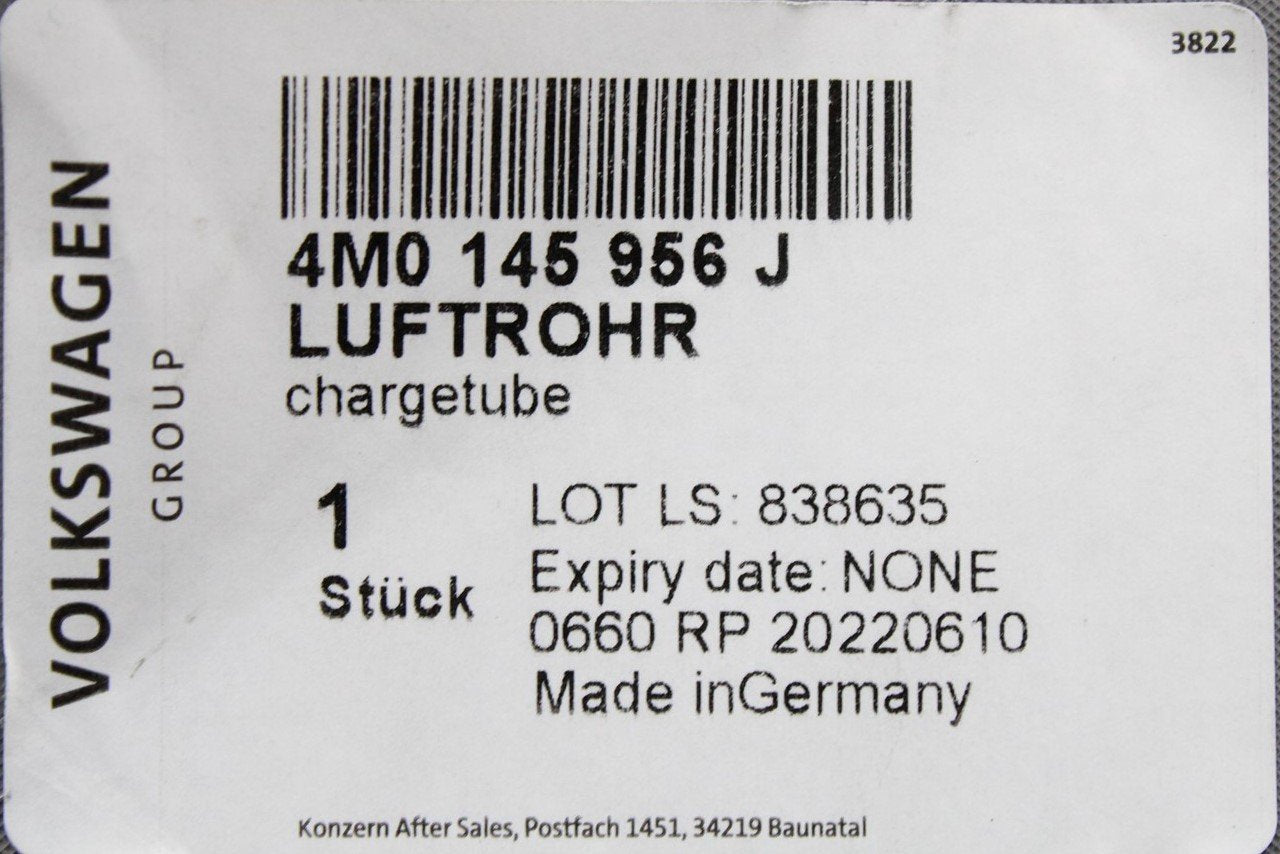 3822
VOLKSWAGEN
GROUP
4M0 145 956 J
LUFTROHR
chargetube
1
Stück
LOT LS: 838635
Expiry date: NONE
0660 RP 20220610
Made inGermany
Konzern After Sales, Postfach 1451, 34219 Baunatal